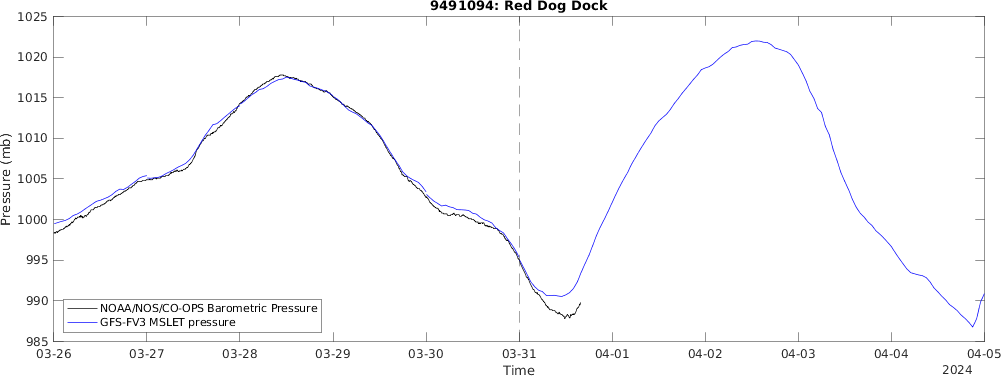 9491094: Red Dog Dock
Pressure (mb)
1025
1020
1015
1010
1005
1000
995
990
985
NOAA/NOS/CO-OPS Barometric Pressure
GFS-FV3 MSLET pressure
03-26 03-27 03-28 03-29 03-30 03-31 04-01 04-02 04-03 04-04 04-05
Time
2024